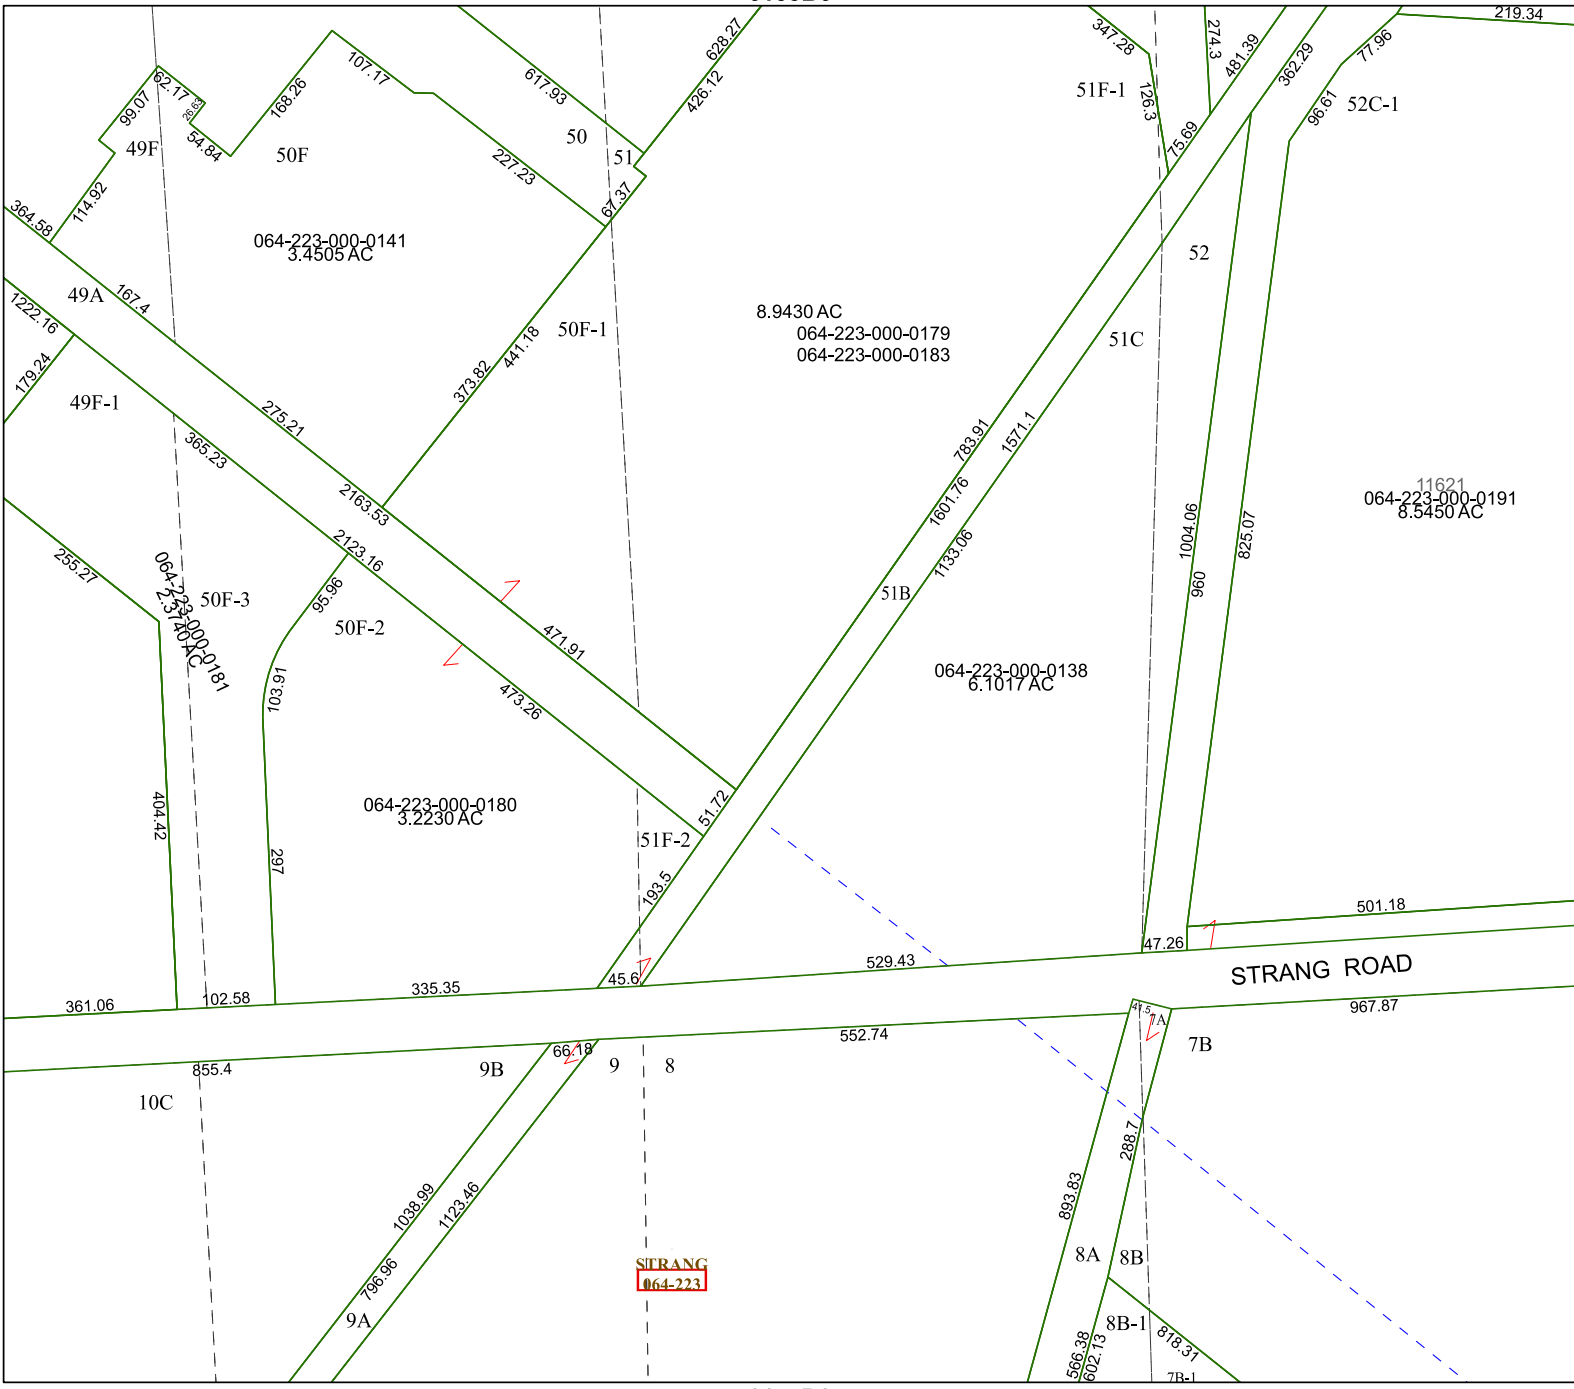 219.34
347.28
274.3
481.39
362.29
77.96
628.27
617.93
426.12
107.17
62.17
26.63
168.26
99.07
54.84
49F
50F
50
51
51F-1
126.3
52C-1
96.61
75.69
227.23
67.37
114.92
364.58
064-223-000-0141
3.4505 AC
52
49A
167.4
1222.16
50F-1
441.18
373.82
8.9430 AC
064-223-000-0179
064-223-000-0183
51C
179.24
49F-1
275.21
365.23
783.91
1571.1
2163.53
1601.76
1133.06
2123.16
11621
064-223-000-0191
8.5450 AC
1004.06
825.07
960
255.27
064-223-000-0181
2.3740 AC
50F-3
95.96
50F-2
51B
471.91
473.26
103.91
064-223-000-0138
6.1017 AC
404.42
064-223-000-0180
3.2230 AC
297
51.72
51F-2
193.5
501.18
47.26
529.43
STRANG ROAD
45.6
335.35
102.58
361.06
967.87
41.5
7A
7B
552.74
66.18
9B
9
8
855.4
10C
288.7
893.83
1038.99
1123.46
796.96
9A
STRANG
064-223
8A
8B
8B-1
818.31
566.38
602.13
7B-1